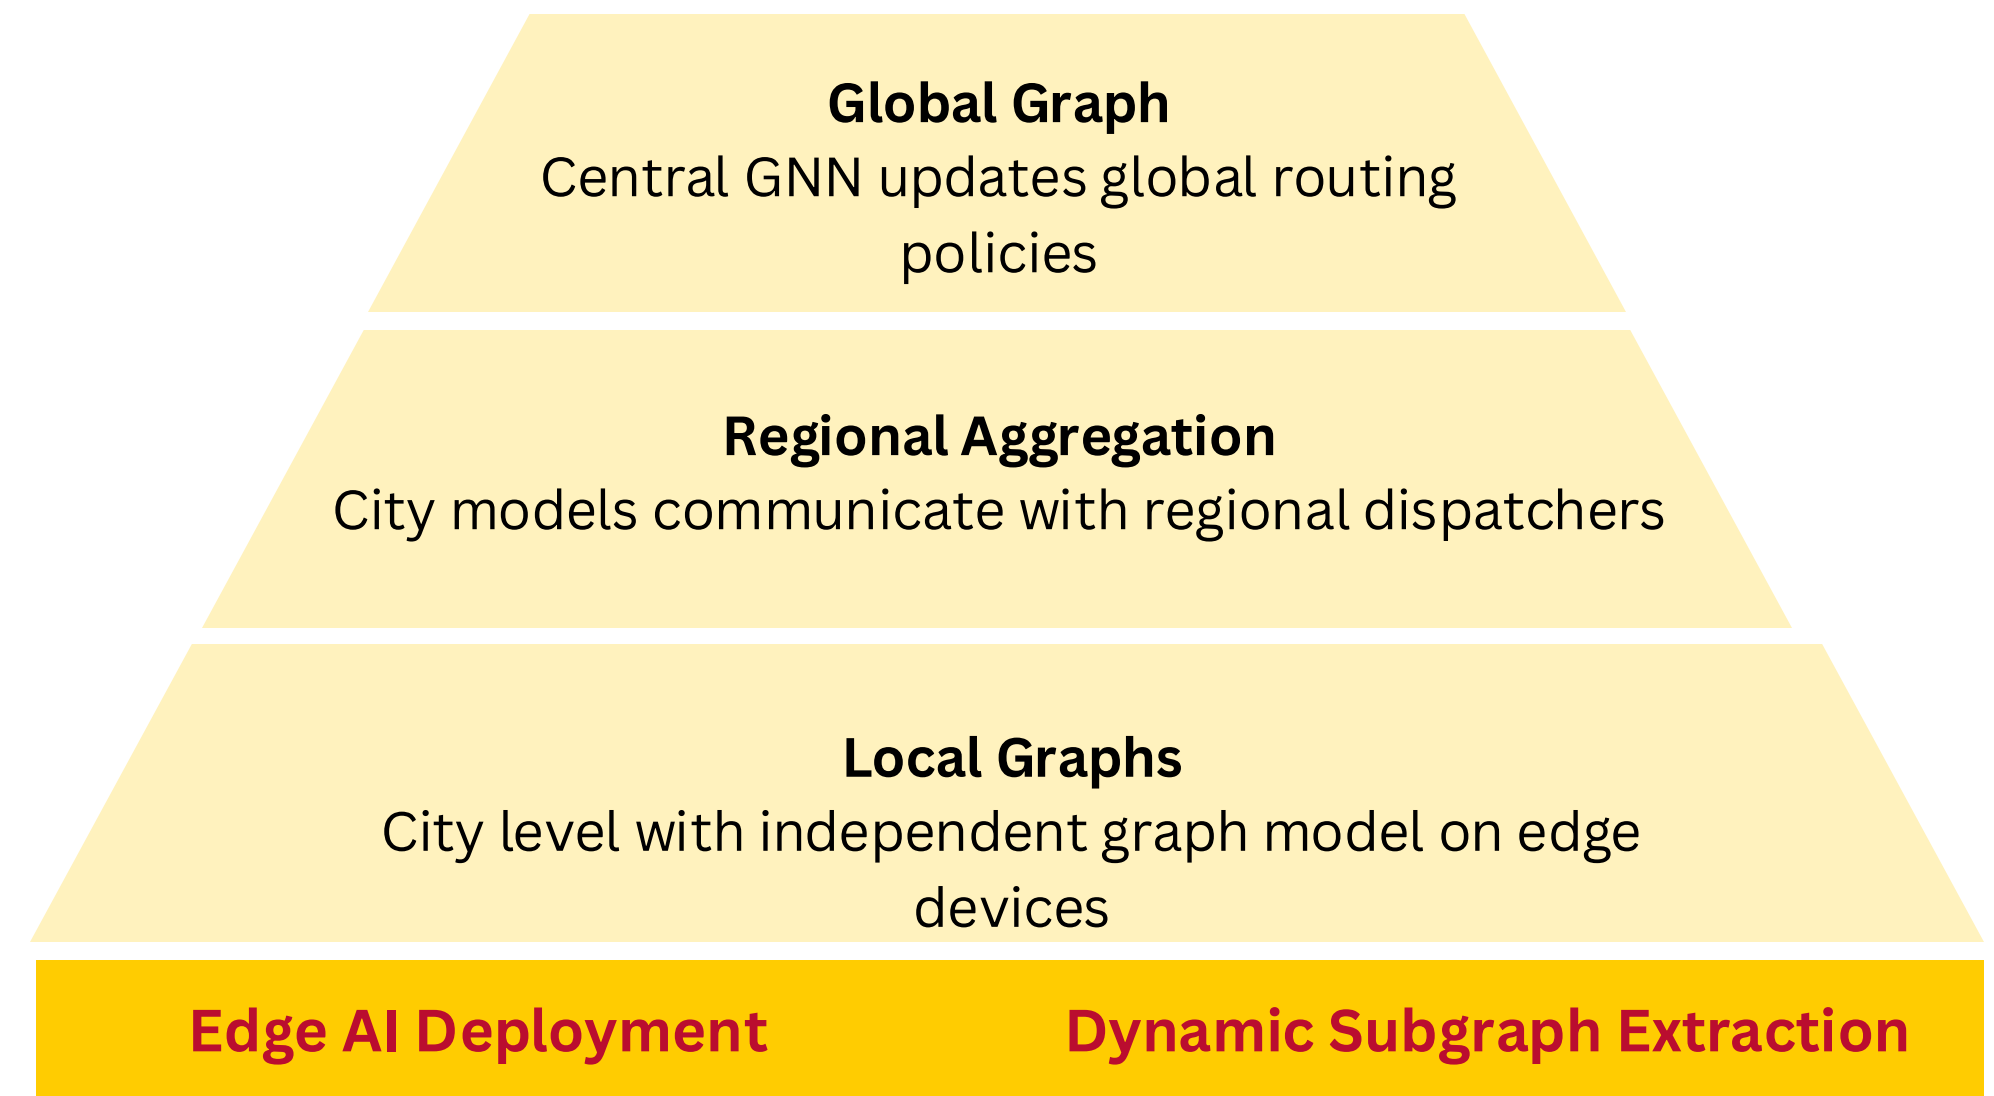 Global Graph
Central GNN updates global routing
policies
Regional Aggregation
City models communicate with regional dispatchers
Local Graphs
City level with independent graph model on edge
devices
Edge AI Deployment
Dynamic Subgraph Extraction